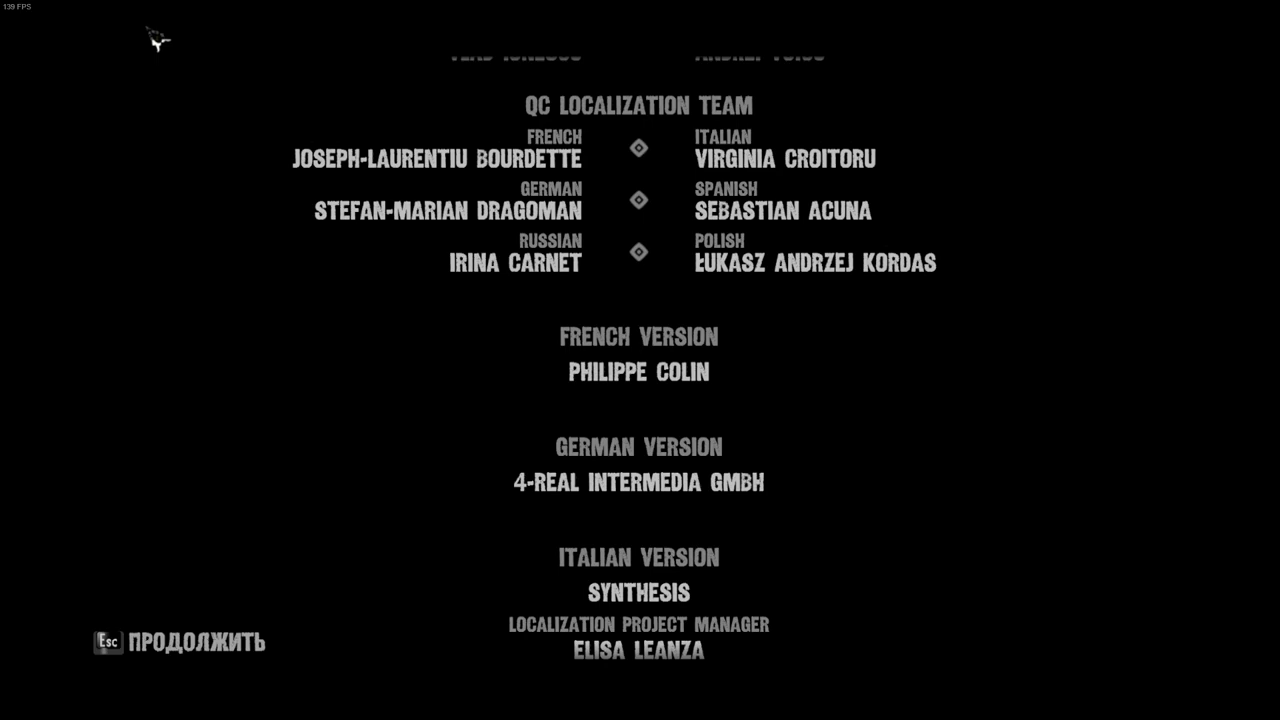 139 FPS
QC LOCALIZATION TEAM
FRENCH ITALIAN
JOSEPH-LAURENTIU BOURDETTE VIRGINIA CROITORU
GERMAN SPANISH
STEFAN-MARIAN DRAGOMAN SEBASTIAN ACUNA
RUSSIAN POLISH
IRINA CARNET ŁUKASZ ANDRZEJ KORDAS
FRENCH VERSION
PHILIPPE COLIN
GERMAN VERSION
4-REAL INTERMEDIA GMBH
ITALIAN VERSION
SYNTHESIS
LOCALIZATION PROJECT MANAGER
ELISA LEANZA
Esc ПРОДОЛЖИТЬ